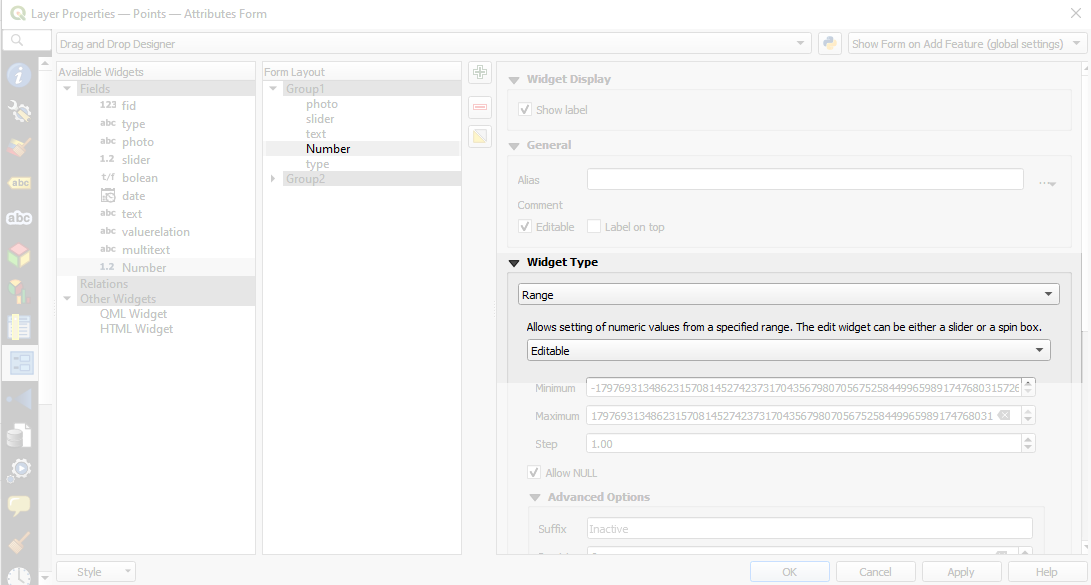 Layer Properties — Points — Attributes Form
Drag and Drop Designer
Show Form on Add Feature (global settings)
Available Widgets
Fields
123 fid
abc type
abc photo
1.2 slider
t/f bolean
date
abc text
abc valuerelation
abc multitext
1.2 Number
Relations
Other Widgets
QML Widget
HTML Widget
Form Layout
Group1
photo
slider
text
Number
type
Group2
Widget Display
Show label
General
Alias
...
Comment
Editable Label on top
Widget Type
Range
Allows setting of numeric values from a specified range. The edit widget can be either a slider or a spin box.
Editable
Minimum -17976931348623157081452742373170435679807056752584499659891747680315726
Maximum 1797693134862315708145274237317043567980705675258449965989174768031
Step 1.00
Allow NULL
Advanced Options
Suffix Inactive
abc
abc
Style
OK Cancel Apply Help